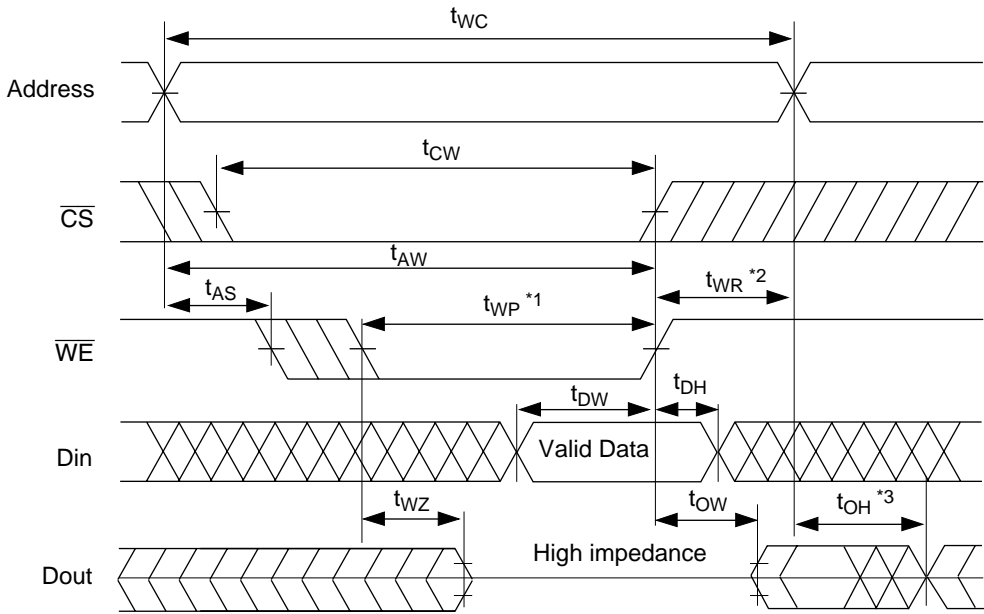 tWC
Address
tCW
CS
tAW
tAS
tWR *2
tWP *1
WE
tDW
tDH
Din
Valid Data
tWZ
tOW
tOH *3
High impedance
Dout